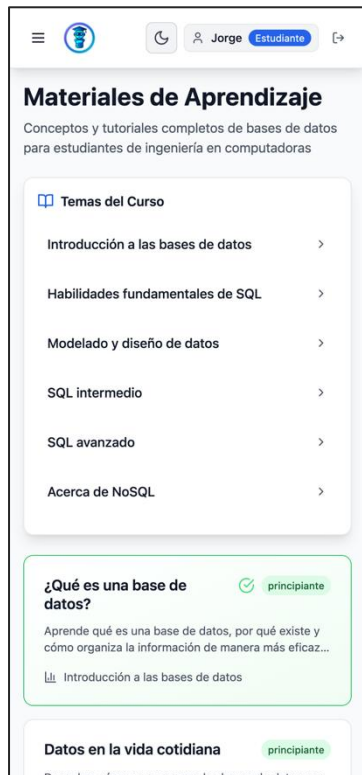 Jorge Estudiante
Materiales de Aprendizaje
Conceptos y tutoriales completos de bases de datos
para estudiantes de ingeniería en computadoras
Temas del Curso
Introducción a las bases de datos
Habilidades fundamentales de SQL
Modelado y diseño de datos
SQL intermedio
SQL avanzado
Acerca de NoSQL
¿Qué es una base de
datos?
principiante
Aprende qué es una base de datos, por qué existe y
cómo organiza la información de manera más eficaz...
Introducción a las bases de datos
Datos en la vida cotidiana
principiante